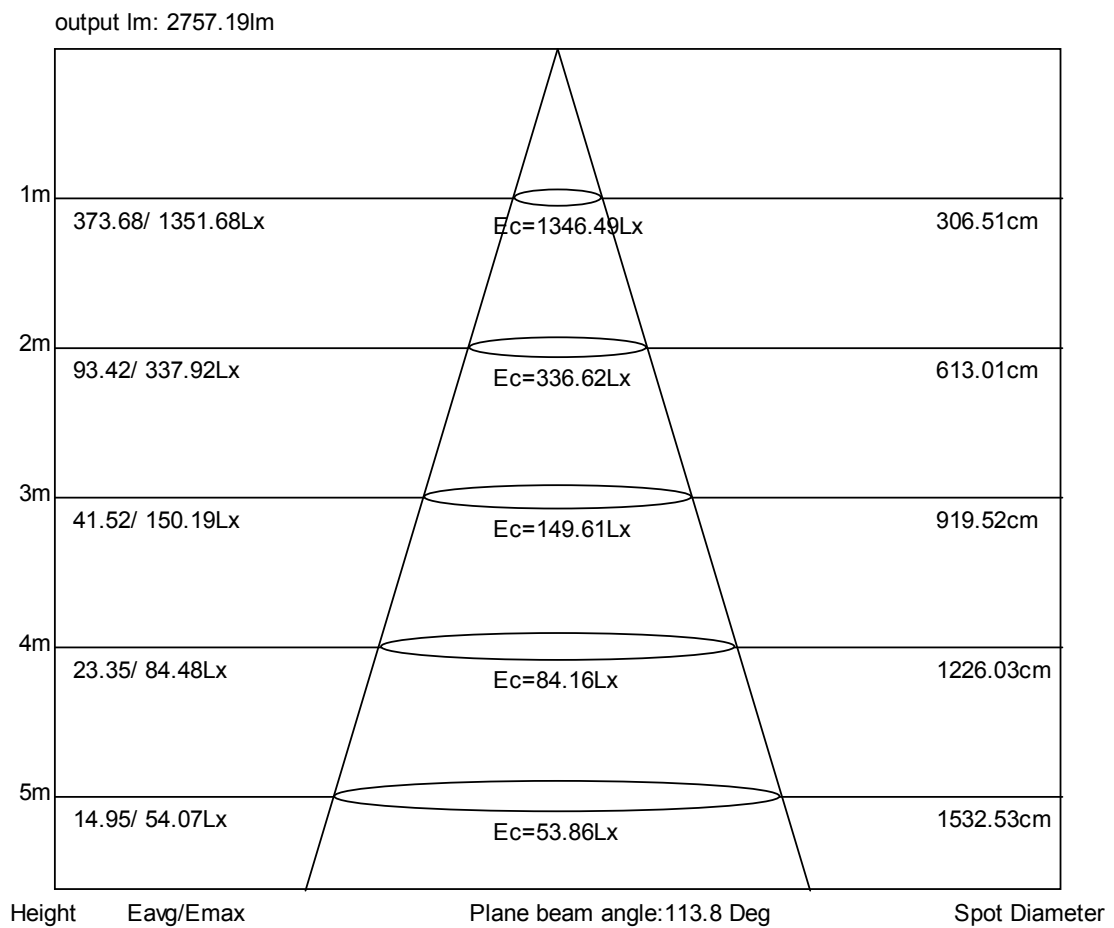 output lm: 2757.19lm
1m
373.68/ 1351.68Lx
Ec=1346.49Lx
306.51cm
2m
93.42/ 337.92Lx
Ec=336.62Lx
613.01cm
3m
41.52/ 150.19Lx
Ec=149.61Lx
919.52cm
4m
23.35/ 84.48Lx
Ec=84.16Lx
1226.03cm
5m
14.95/ 54.07Lx
Ec=53.86Lx
1532.53cm
Height Eavg/Emax Plane beam angle:113.8 Deg Spot Diameter